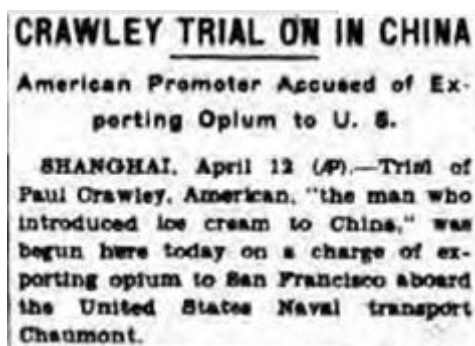 CRAWLEY TRIAL ON IN CHINA
American Promoter Accused of Ex-
porting Opium to U. S.
SHANGHAI, April 12 (AP).—Trial of
Paul Crawley, American, "the man who
introduced ice cream to China," was
begun here today on a charge of ex-
porting opium to San Francisco aboard
the United States Naval transport
Chaumont.